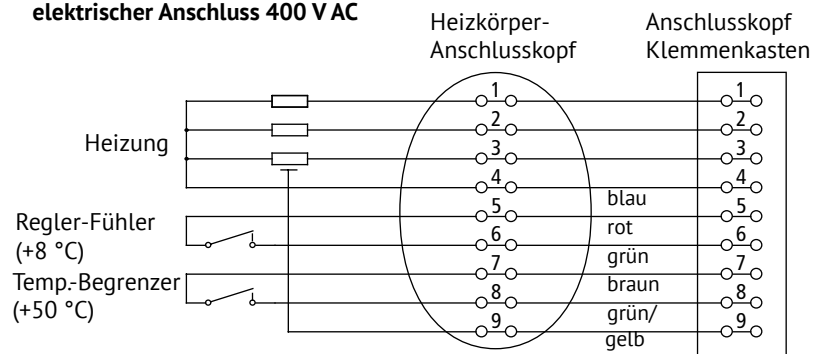 elektrischer Anschluss 400 V AC
Heizkörper-
Anschlusskopf
Anschlusskopf
Klemmenkasten
Heizung
Regler-Fühler
(+8 °C)
Temp.-Begrenzer
(+50 °C)
1
2
3
4
5
6
7
8
9
blau
rot
grün
braun
grün/
gelb
1
2
3
4
5
6
7
8
9